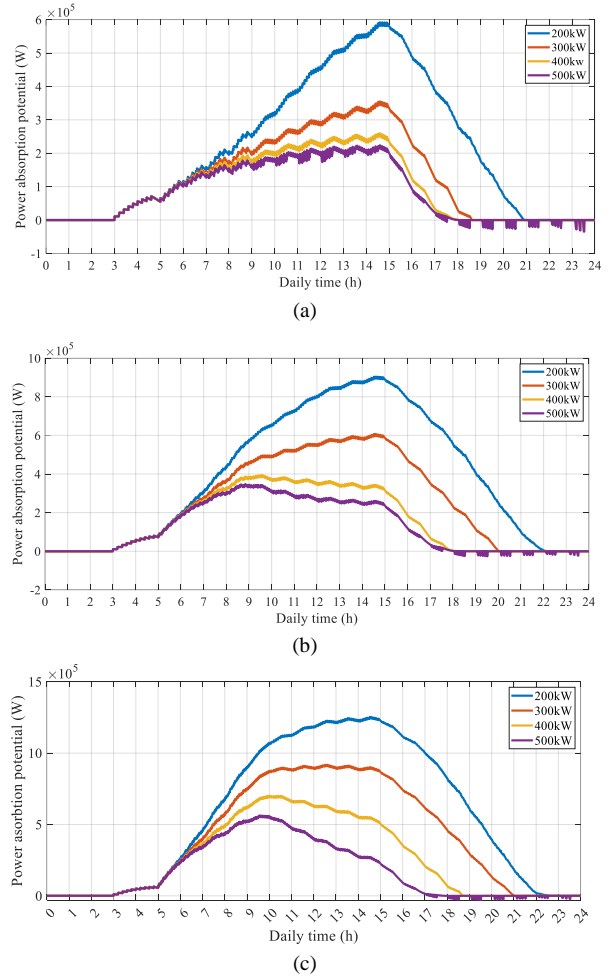 ×10⁵
6
5
4
3
2
1
0
-1
Power absorption potential (W)
200kW
300kW
400kw
500kW
0 1 2 3 4 5 6 7 8 9 10 11 12 13 14 15 16 17 18 19 20 21 22 23 24
Daily time (h)
(a)
×10⁵
10
8
6
4
2
0
-2
Power absorption potential (W)
200kW
300kW
400kW
500kW
0 1 2 3 4 5 6 7 8 9 10 11 12 13 14 15 16 17 18 19 20 21 22 23 24
Daily time (h)
(b)
×10⁵
15
10
5
0
Power asorbtion potential (W)
200kW
300kW
400kW
500kW
0 1 2 3 4 5 6 7 8 9 10 11 12 13 14 15 16 17 18 19 20 21 22 23 24
Daily time (h)
(c)